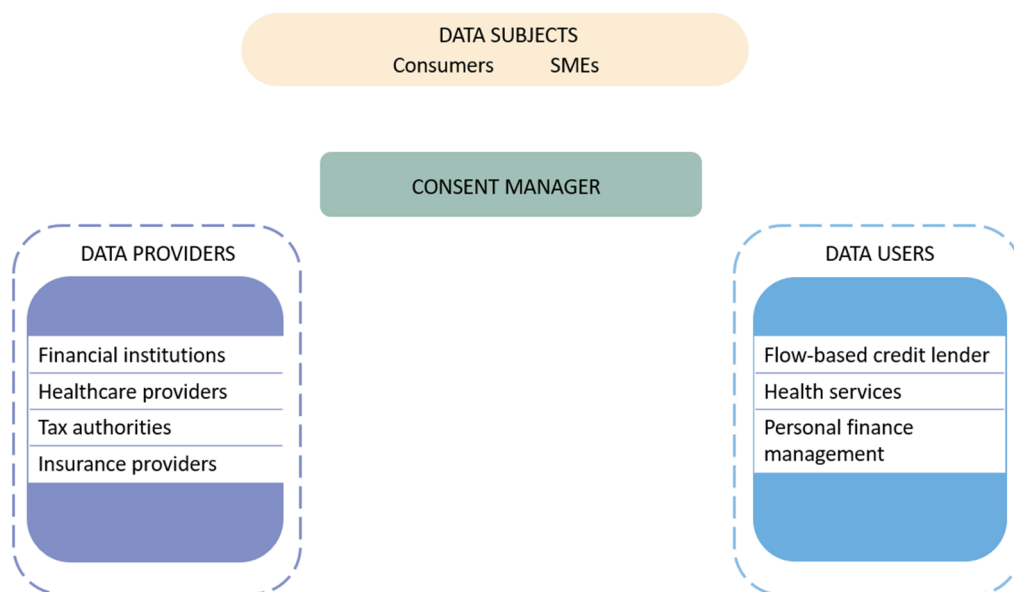 DATA SUBJECTS
Consumers SMEs
CONSENT MANAGER
DATA PROVIDERS
Financial institutions
Healthcare providers
Tax authorities
Insurance providers
DATA USERS
Flow-based credit lender
Health services
Personal finance
management